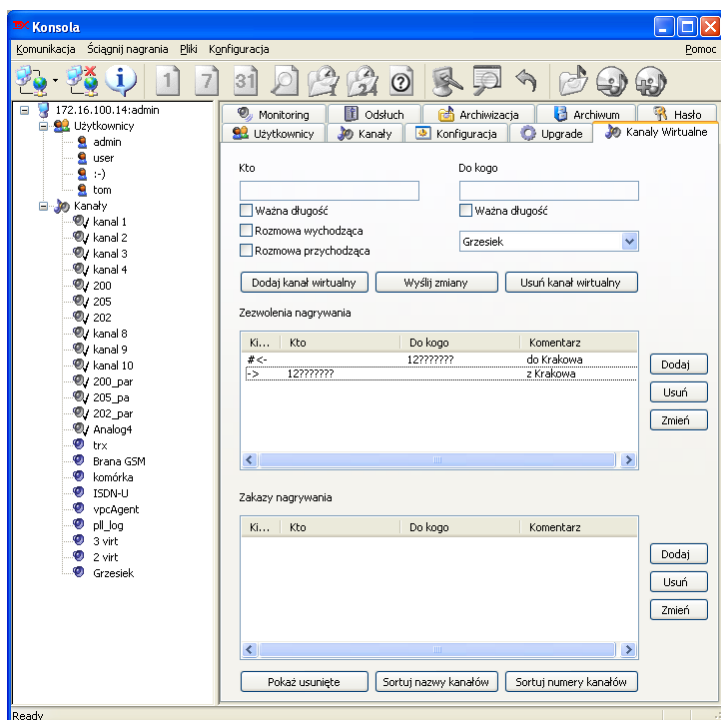 Konsola
Komunikacja Ściągnij nagrania Pliki Konfiguracja Pomoc
1 7 31 24 24
172.16.100.14:admin
Użytkownicy
admin
user
:-)
tom
Kanały
kanal 1
kanal 2
kanal 3
kanal 4
200
205
202
kanal 8
kanal 9
kanal 10
200_par
205_pa
202_par
Analog4
trx
Brana GSM
komórka
ISDN-U
vpcAgent
pll_log
3 virt
2 virt
Grzesiek
Monitoring Odsłuch Archiwizacja Archiwum Hasło
Użytkownicy Kanały Konfiguracja Upgrade Kanaly Wirtualne
Kto Do kogo
Ważna długość Ważna długość
Rozmowa wychodząca
Rozmowa przychodząca
Grzesiek
Dodaj kanał wirtualny Wyślij zmiany Usuń kanał wirtualny
Zezwolenia nagrywania
Ki... Kto Do kogo Komentarz
#<- 12??????? do Krakowa
-> 12??????? z Krakowa
Dodaj
Usuń
Zmień
Zakazy nagrywania
Ki... Kto Do kogo Komentarz
Dodaj
Usuń
Zmień
Pokaż usunięte Sortuj nazwy kanałów Sortuj numery kanałów
Ready